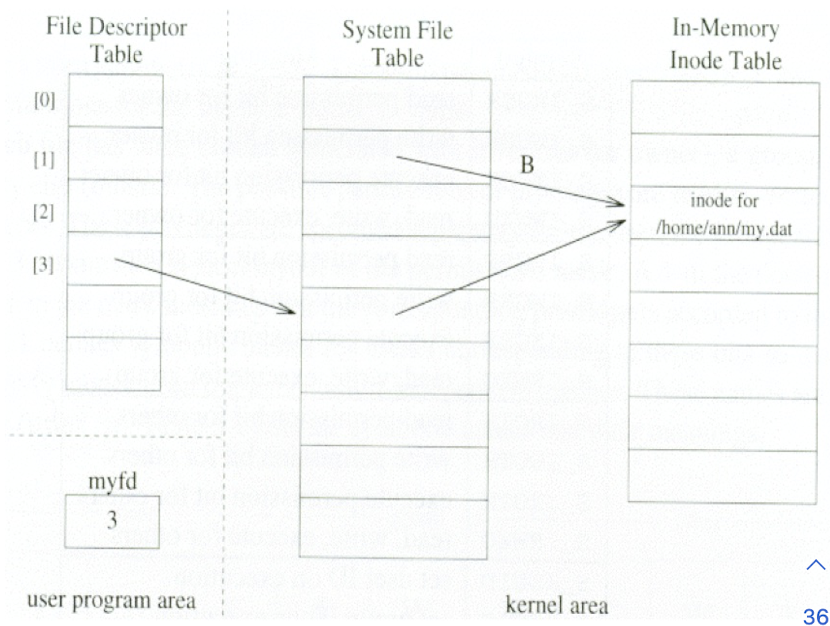 File Descriptor
Table
System File
Table
In-Memory
Inode Table
[0]
[1]
[2]
[3]
B
inode for
/home/ann/my.dat
myfd
3
user program area
kernel area
36